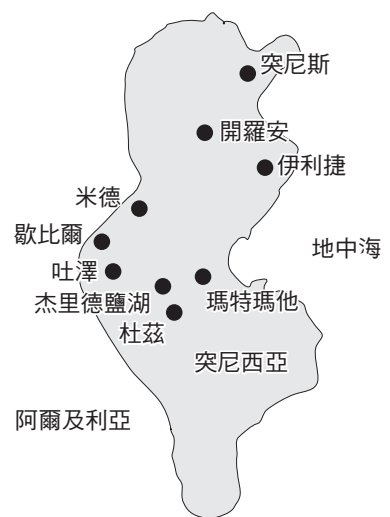 突尼斯
開羅安
伊利捷
米德
歇比爾
地中海
吐澤
杰里德鹽湖
瑪特瑪他
杜茲
突尼西亞
阿爾及利亞